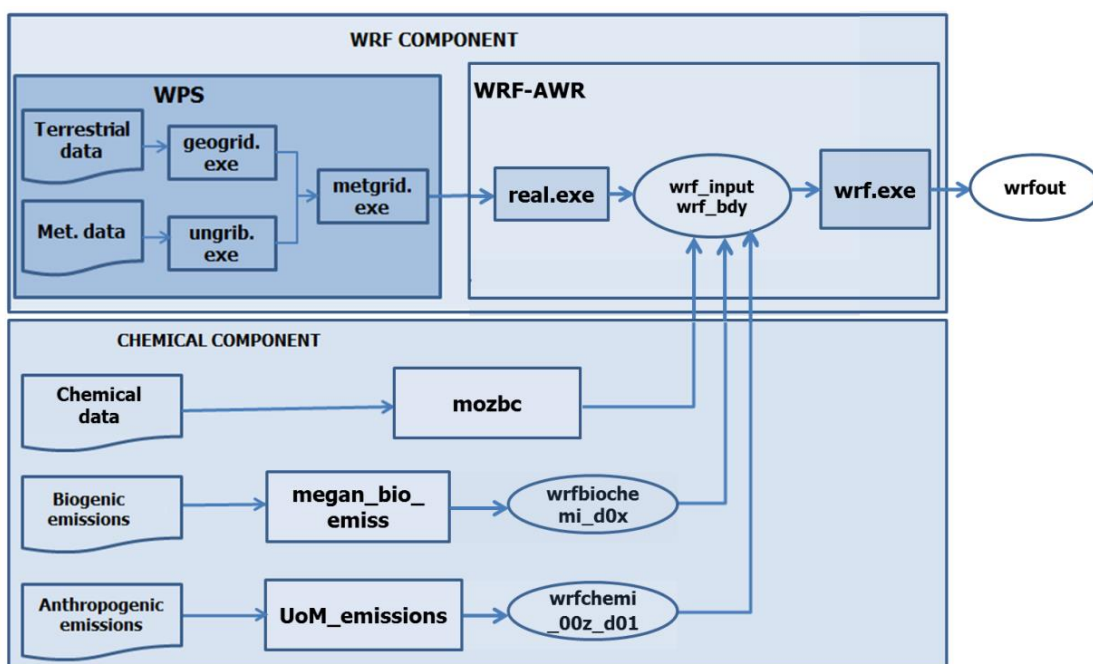 WRF COMPONENT
WPS
WRF-AWR
Terrestrial
data
geogrid.
exe
metgrid.
exe
Met. data
ungrib.
exe
real.exe
wrf_input
wrf_bdy
wrf.exe
wrfout
CHEMICAL COMPONENT
Chemical
data
mozbc
Biogenic
emissions
megan_bio_
emiss
wrfbioche
mi_d0x
Anthropogenic
emissions
UoM_emissions
wrfchemi
_00z_d01